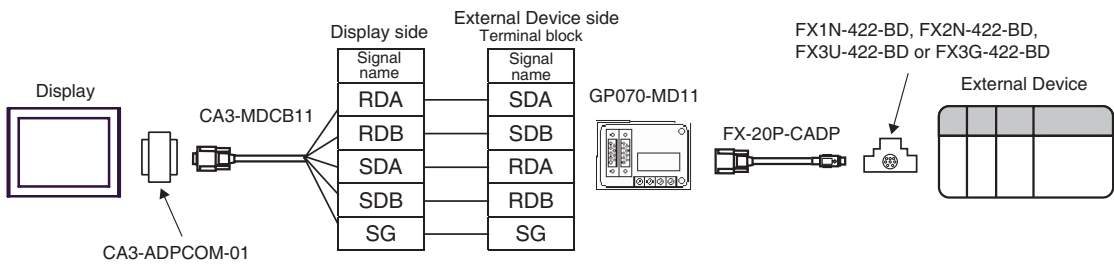 Display
CA3-ADPCOM-01
CA3-MDCB11
Display side
Signal name
RDA
RDB
SDA
SDB
SG
External Device side
Terminal block
Signal name
SDA
SDB
RDA
RDB
SG
GP070-MD11
FX-20P-CADP
FX1N-422-BD, FX2N-422-BD,
FX3U-422-BD or FX3G-422-BD
External Device